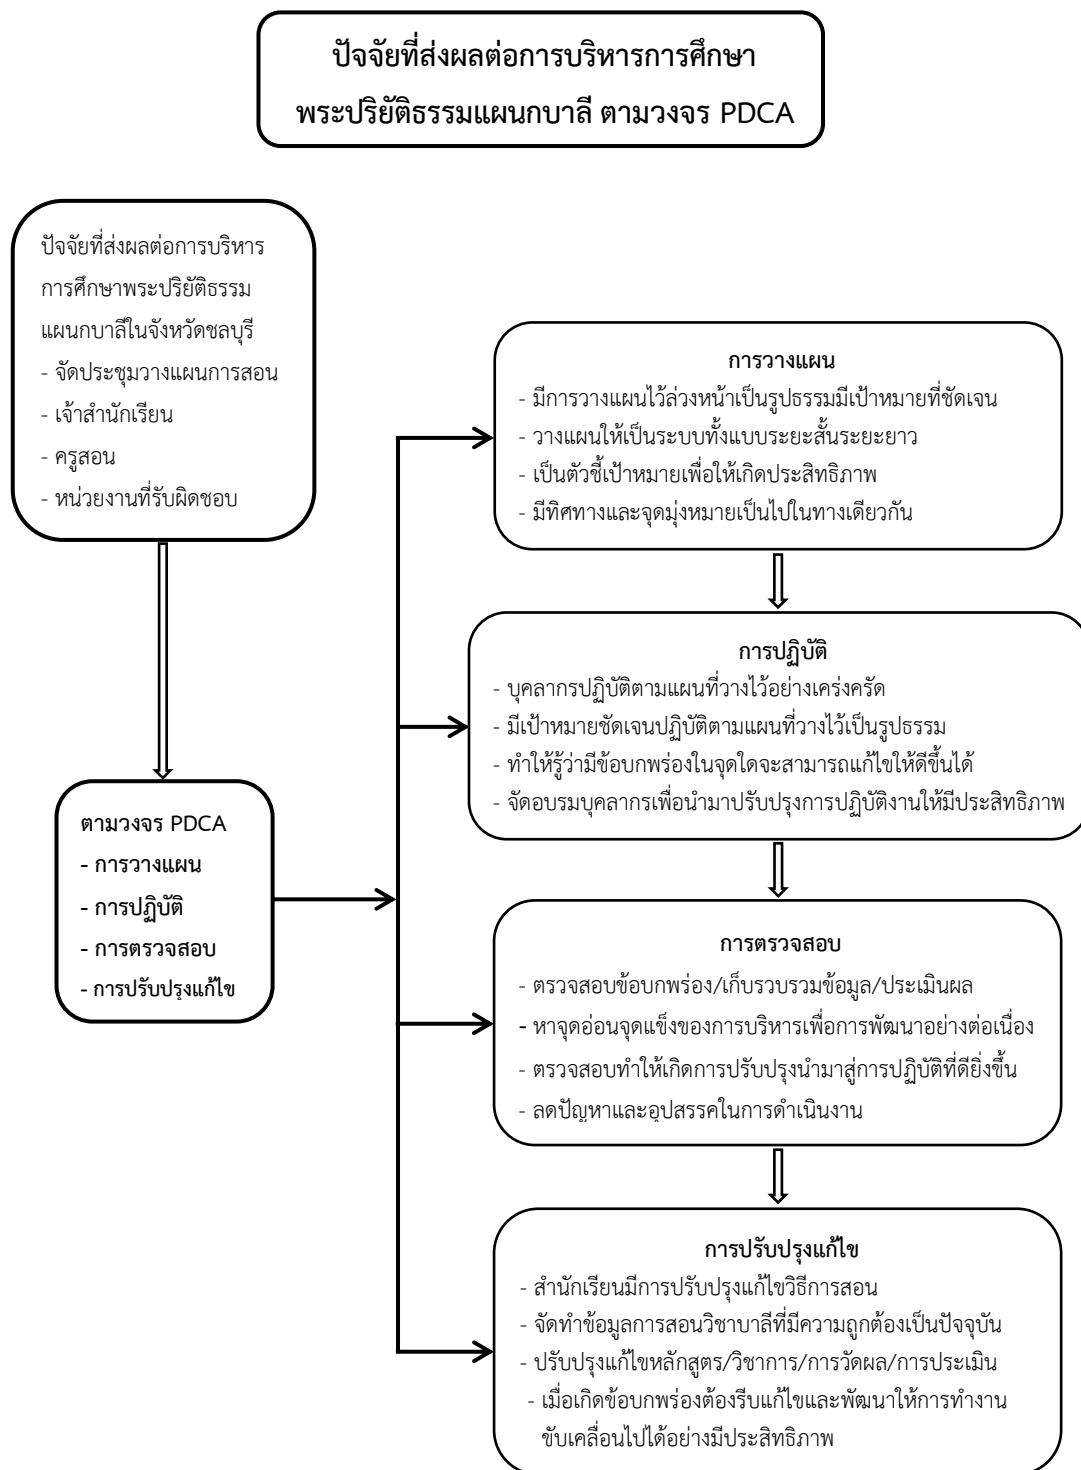 ปัจจัยที่ส่งผลต่อการบริหารการศึกษา
พระปริยัติธรรมแผนกบาลี ตามวงจร PDCA
ปัจจัยที่ส่งผลต่อการบริหาร
การศึกษาพระปริยัติธรรม
แผนกบาลีในจังหวัดชลบุรี
- จัดประชุมวางแผนการสอน
- เจ้าสำนักเรียน
- ครูสอน
- หน่วยงานที่รับผิดชอบ
ตามวงจร PDCA
- การวางแผน
- การปฏิบัติ
- การตรวจสอบ
- การปรับปรุงแก้ไข
การวางแผน
- มีการวางแผนไว้ล่วงหน้าเป็นรูปธรรมมีเป้าหมายที่ชัดเจน
- วางแผนให้เป็นระบบทั้งแบบระยะสั้นระยะยาว
- เป็นตัวชี้เป้าหมายเพื่อให้เกิดประสิทธิภาพ
- มีทิศทางและจุดมุ่งหมายเป็นไปในทางเดียวกัน
การปฏิบัติ
- บุคลากรปฏิบัติตามแผนที่วางไว้อย่างเคร่งครัด
- มีเป้าหมายชัดเจนปฏิบัติตามแผนที่วางไว้เป็นรูปธรรม
- ทำให้รู้ว่ามีข้อบกพร่องในจุดใดจะสามารถแก้ไขให้ดีขึ้นได้
- จัดอบรมบุคลากรเพื่อนำมาปรับปรุงการปฏิบัติงานให้มีประสิทธิภาพ
การตรวจสอบ
- ตรวจสอบข้อบกพร่อง/เก็บรวบรวมข้อมูล/ประเมินผล
- หาจุดอ่อนจุดแข็งของการบริหารเพื่อการพัฒนาอย่างต่อเนื่อง
- ตรวจสอบทำให้เกิดการปรับปรุงนำมาสู่การปฏิบัติที่ดียิ่งขึ้น
- ลดปัญหาและอุปสรรคในการดำเนินงาน
การปรับปรุงแก้ไข
- สำนักเรียนมีการปรับปรุงแก้ไขวิธีการสอน
- จัดทำข้อมูลการสอนวิชาบาลีที่มีความถูกต้องเป็นปัจจุบัน
- ปรับปรุงแก้ไขหลักสูตร/วิชาการ/การวัดผล/การประเมิน
- เมื่อเกิดข้อบกพร่องต้องรีบแก้ไขและพัฒนาให้การทำงาน
ขับเคลื่อนไปได้อย่างมีประสิทธิภาพ